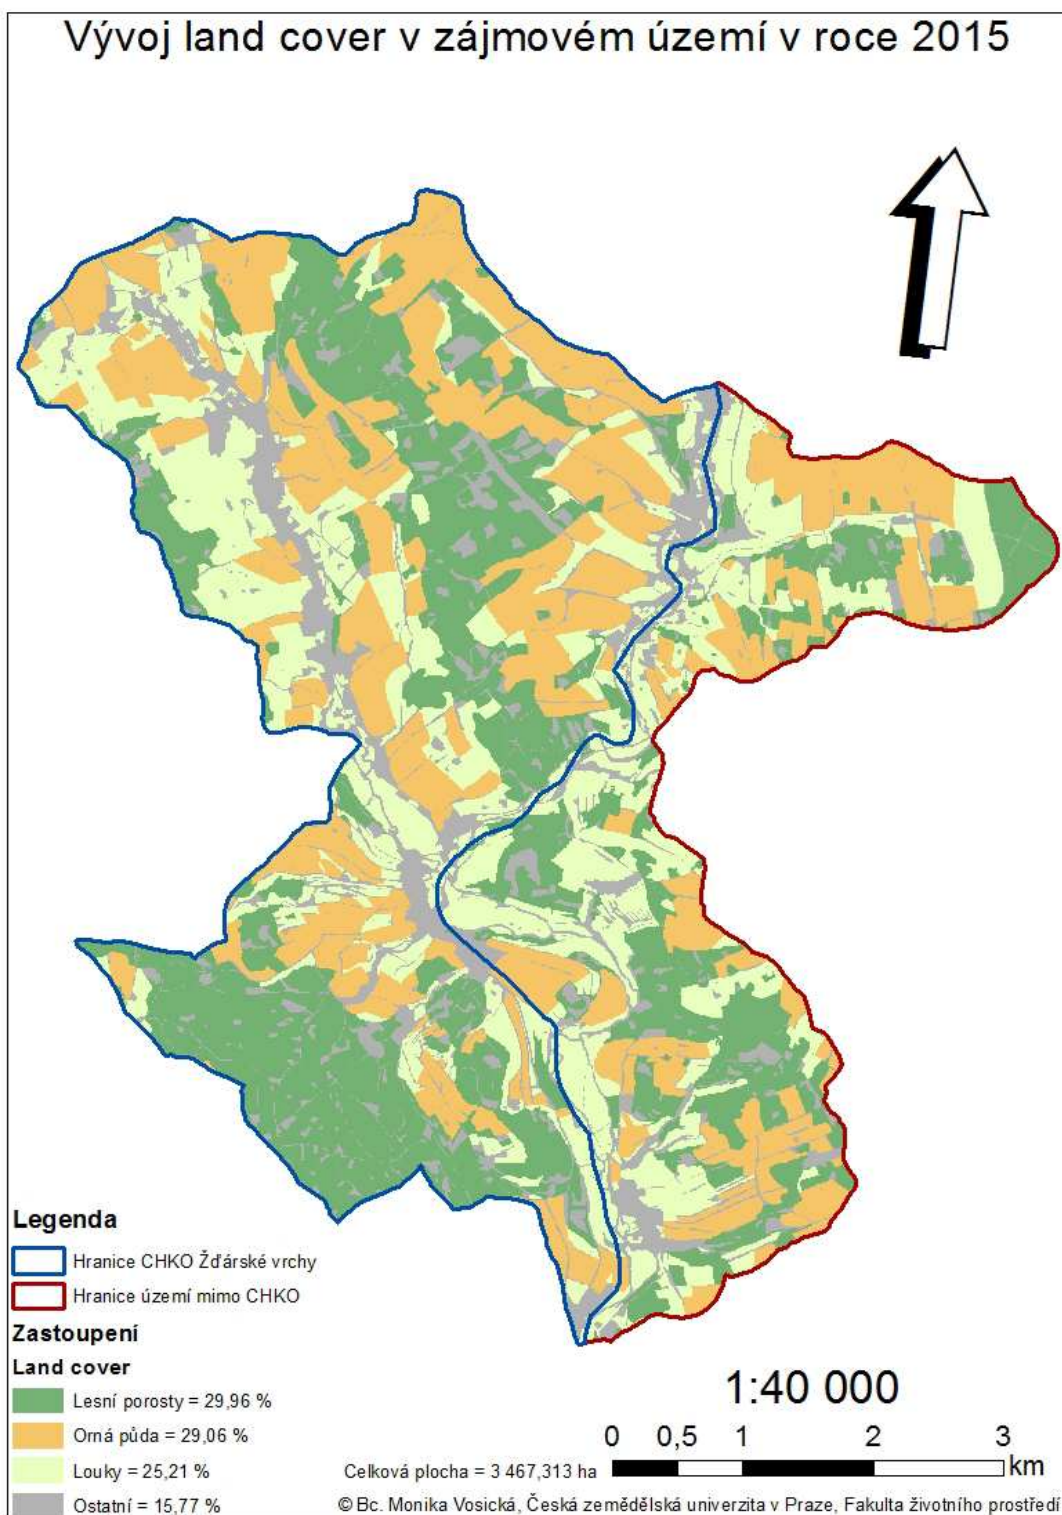 Vývoj land cover v zájmovém území v roce 2015
Legenda
Hranice CHKO Žďárské vrchy
Hranice území mimo CHKO
Zastoupení
Land cover
Lesní porosty = 29,96 %
Orná půda = 29,06 %
Louky = 25,21 %
Ostatní = 15,77 %
1:40 000
0 0,5 1 2 3
km
Celková plocha = 3 467,313 ha
© Bc. Monika Vosická, Česká zemědělská univerzita v Praze, Fakulta životního prostředí